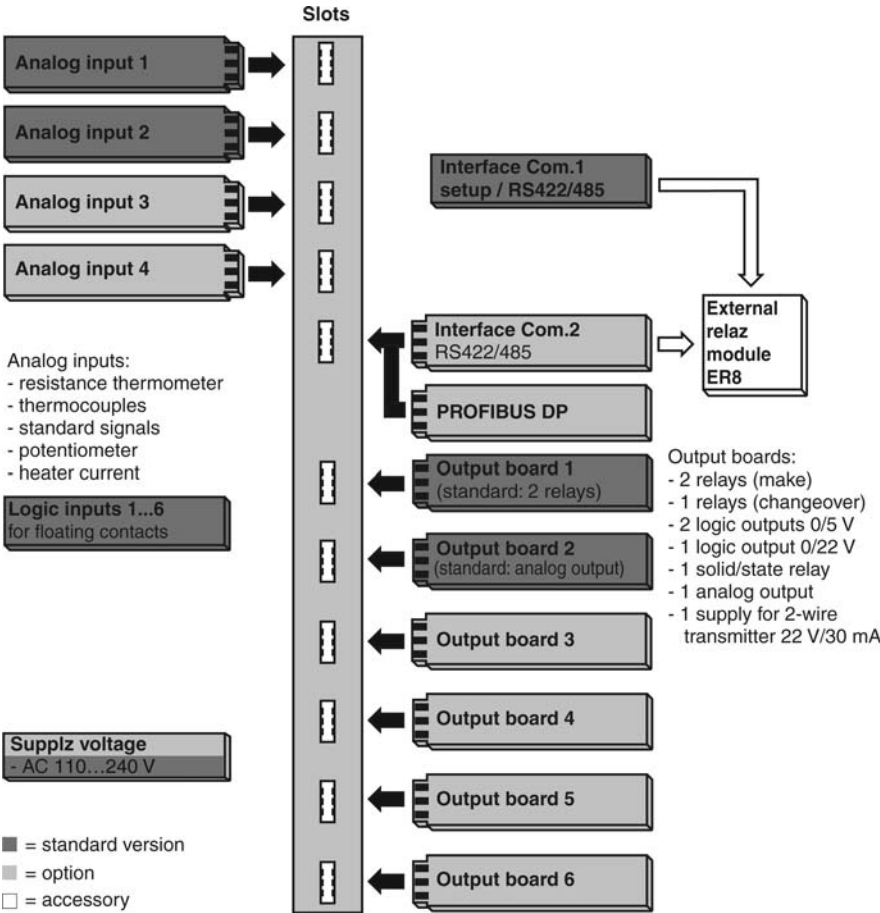 Slots
Analog input 1
Analog input 2
Analog input 3
Analog input 4
Analog inputs:
- resistance thermometer
- thermocouples
- standard signals
- potentiometer
- heater current
Logic inputs 1...6
for floating contacts
Supplz voltage
- AC 110...240 V
= standard version
= option
= accessory
Interface Com.1
setup / RS422/485
Interface Com.2
RS422/485
PROFIBUS DP
External
relaz
module
ER8
Output board 1
(standard: 2 relays)
Output board 2
(standard: analog output)
Output board 3
Output board 4
Output board 5
Output board 6
Output boards:
- 2 relays (make)
- 1 relays (changeover)
- 2 logic outputs 0/5 V
- 1 logic output 0/22 V
- 1 solid/state relay
- 1 analog output
- 1 supply for 2-wire
transmitter 22 V/30 mA